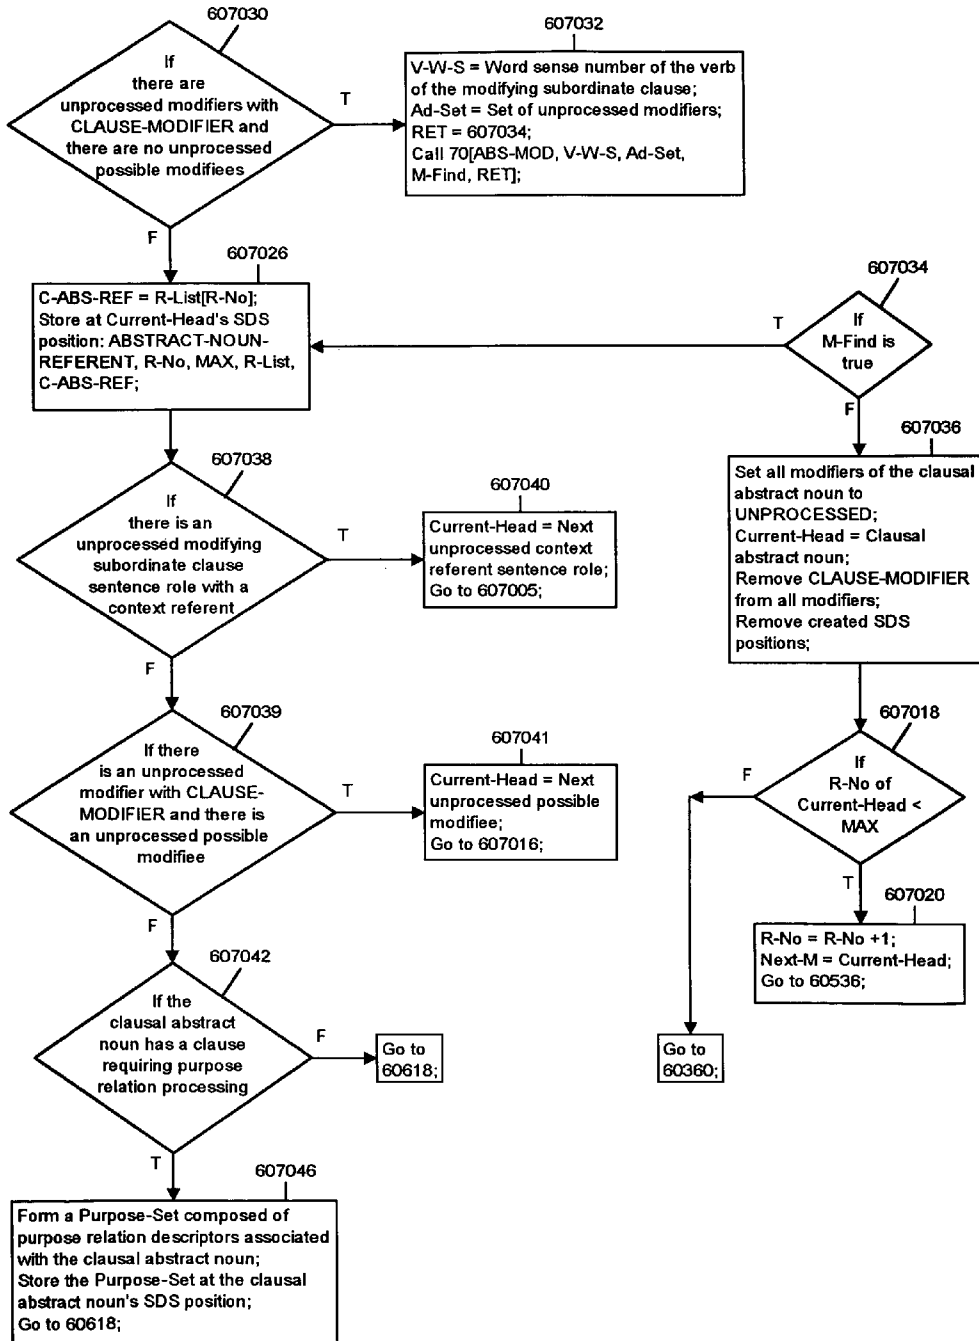 607030
If
there are
unprocessed modifiers with
CLAUSE-MODIFIER and
there are no unprocessed
possible modifiees
T
F
607032
V-W-S = Word sense number of the verb
of the modifying subordinate clause;
Ad-Set = Set of unprocessed modifiers;
RET = 607034;
Call 70[ABS-MOD, V-W-S, Ad-Set,
M-Find, RET];
607026
C-ABS-REF = R-List[R-No];
Store at Current-Head's SDS
position: ABSTRACT-NOUN-
REFERENT, R-No, MAX, R-List,
C-ABS-REF;
607034
If
M-Find is
true
T
F
607036
Set all modifiers of the clausal
abstract noun to
UNPROCESSED;
Current-Head = Clausal
abstract noun;
Remove CLAUSE-MODIFIER
from all modifiers;
Remove created SDS
positions;
607038
If
there is an
unprocessed modifying
subordinate clause
sentence role with a
context referent
T
F
607040
Current-Head = Next
unprocessed context
referent sentence role;
Go to 607005;
607039
If there
is an unprocessed
modifier with CLAUSE-
MODIFIER and there is
an unprocessed possible
modifiee
T
F
607041
Current-Head = Next
unprocessed possible
modifiee;
Go to 607016;
607018
If
R-No of
Current-Head <
MAX
F
T
607020
R-No = R-No +1;
Next-M = Current-Head;
Go to 60536;
607042
If the
clausal abstract
noun has a clause
requiring purpose
relation processing
F
T
Go to
60618;
Go to
60360;
607046
Form a Purpose-Set composed of
purpose relation descriptors associated
with the clausal abstract noun;
Store the Purpose-Set at the clausal
abstract noun's SDS position;
Go to 60618;